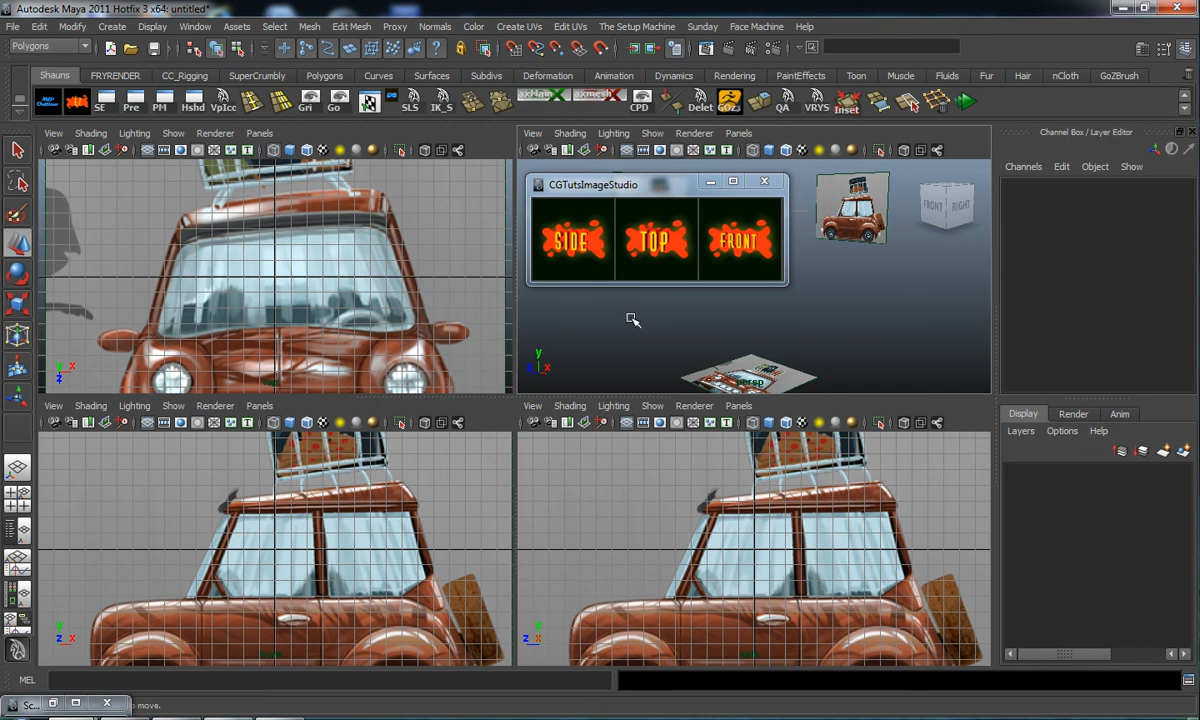 Autodesk Maya 2011 Hotfix 3 x64: untitled*
File Edit Modify Create Display Window Assets Select Mesh Edit Mesh Proxy Normals Color Create UVs Edit UVs The Setup Machine Sunday Face Machine Help
Polygons
Shauns FRYRENDER CC_Rigging SuperCrumbly Polygons Curves Surfaces Subdivs Deformation Animation Dynamics Rendering PaintEffects Toon Muscle Fluids Fur Hair nCloth GoZBrush
SE Pre PM Hshd VpIcc Gri Go SLS IK_S axMain axmesh CPD Delet GOZs QA VRYS Inset
View Shading Lighting Show Renderer Panels
View Shading Lighting Show Renderer Panels
Channel Box / Layer Editor
Channels Edit Object Show
CGTutsImageStudio
SIDE TOP FRONT
FRONT RIGHT
y x
z
y
x
persp
View Shading Lighting Show Renderer Panels
View Shading Lighting Show Renderer Panels
Display Render Anim
Layers Options Help
y
z x
y
z x
MEL
Sc...
o move.